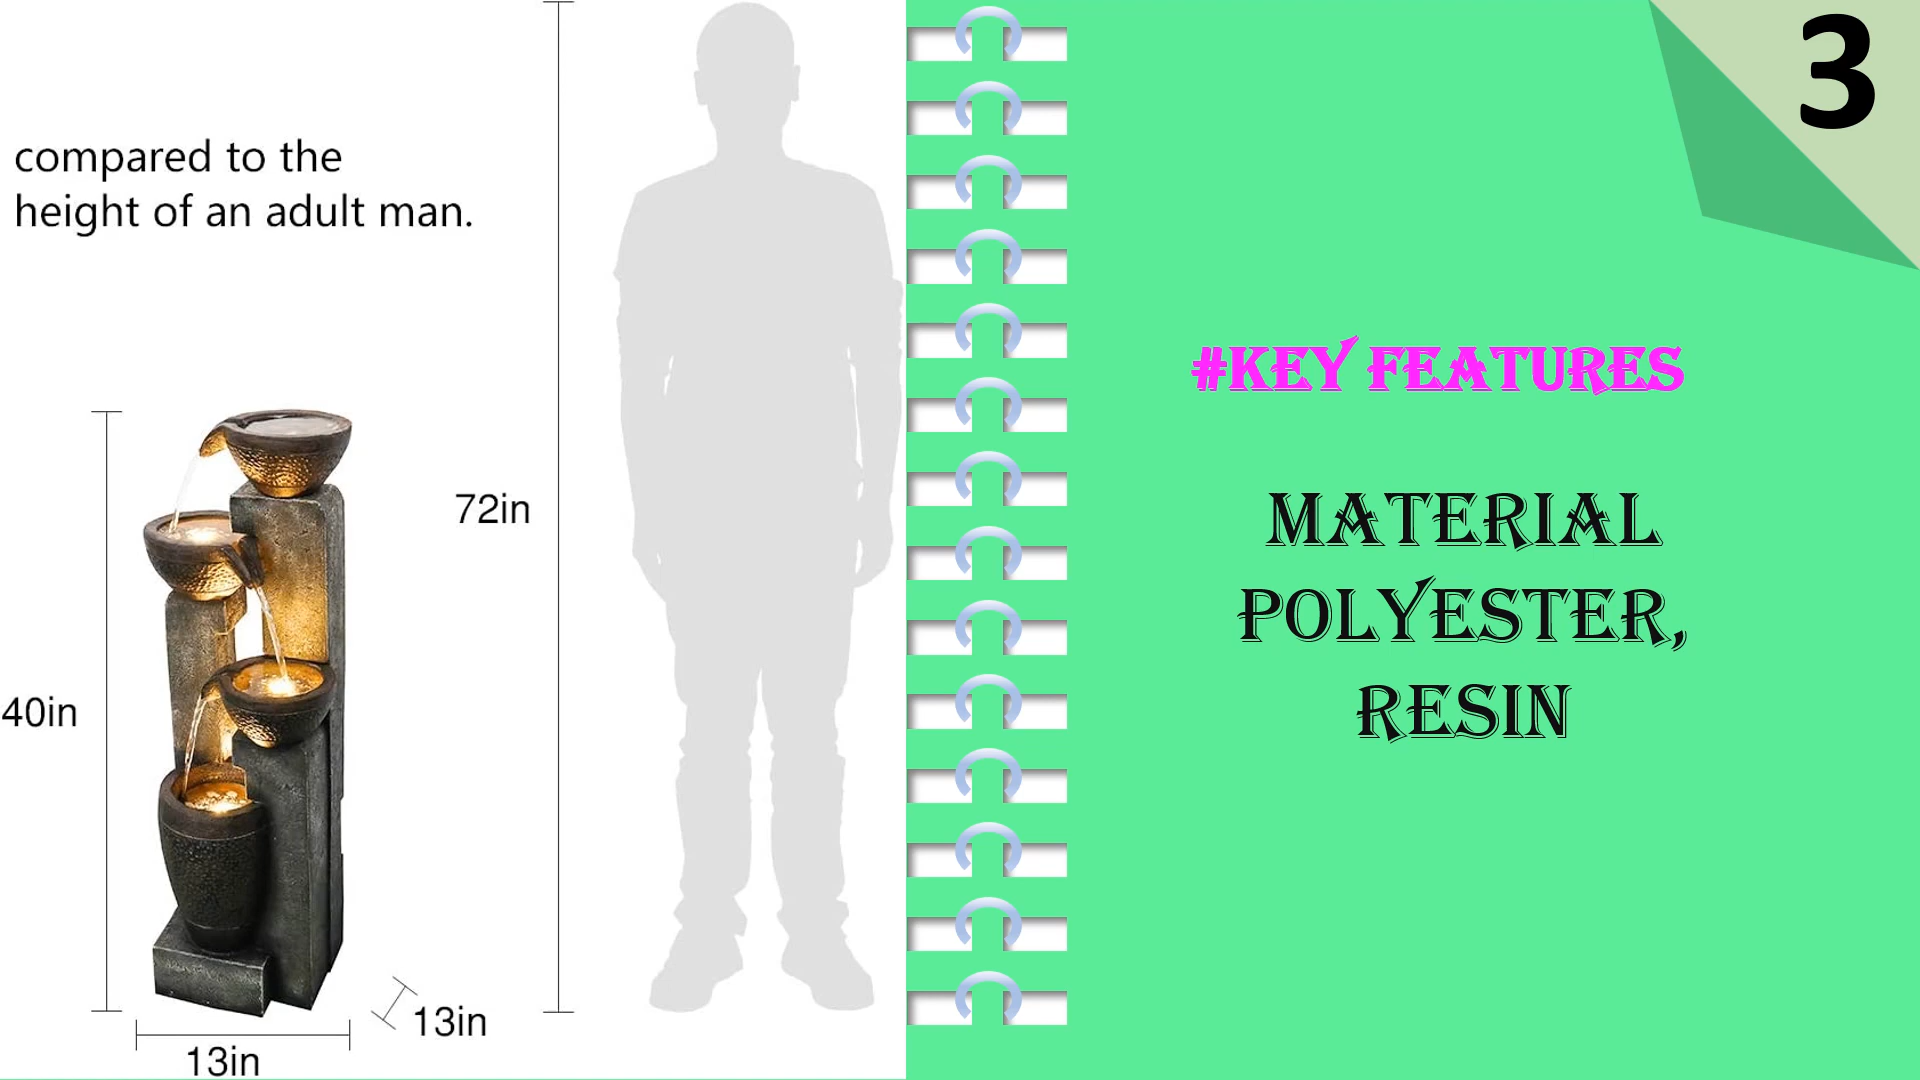 compared to the
height of an adult man.
72in
40in
13in
13in
3
#KEY FEATURES
MATERIAL
POLYESTER,
RESIN